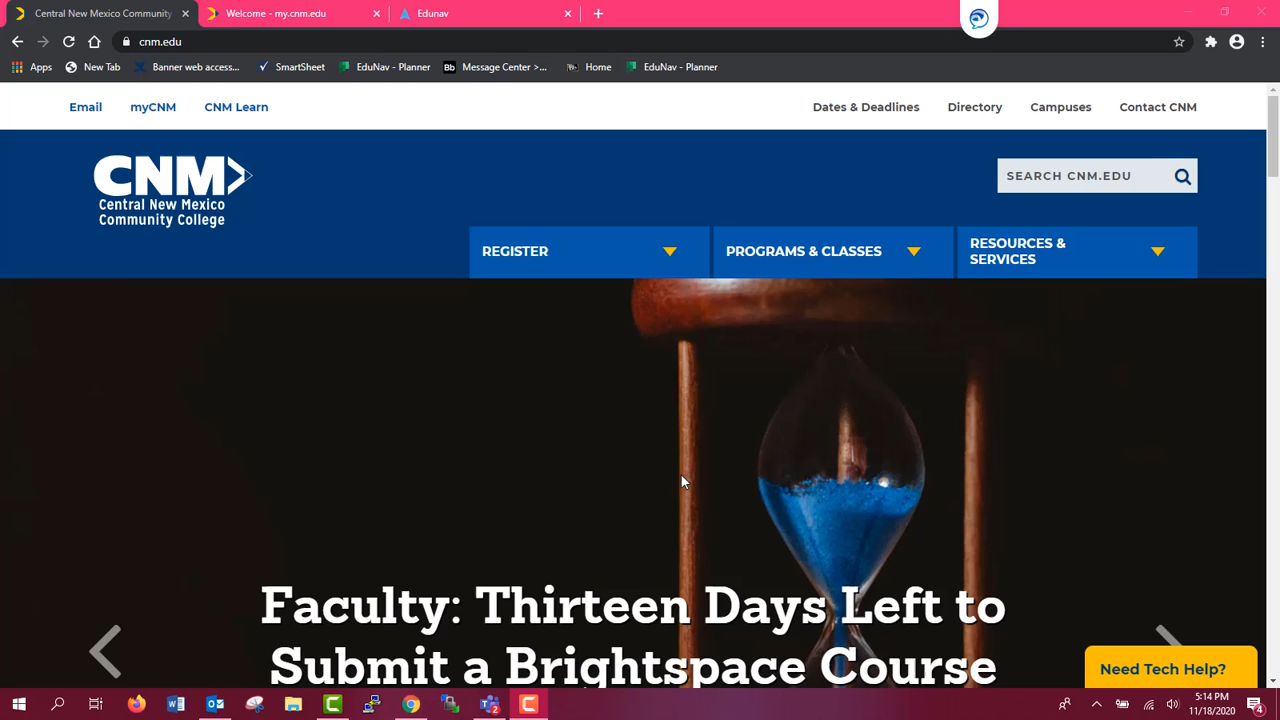 Central New Mexico Community
Welcome - my.cnm.edu
Edunav
cnm.edu
Apps
New Tab
Banner web access...
SmartSheet
EduNav - Planner
Bb
Message Center >...
Home
EduNav - Planner
Email
myCNM
CNM Learn
Dates & Deadlines
Directory
Campuses
Contact CNM
CNM
Central New Mexico
Community College
SEARCH CNM.EDU
REGISTER
PROGRAMS & CLASSES
RESOURCES &
SERVICES
Faculty: Thirteen Days Left to
Submit a Brightspace Course
Need Tech Help?
5:14 PM
11/18/2020
4